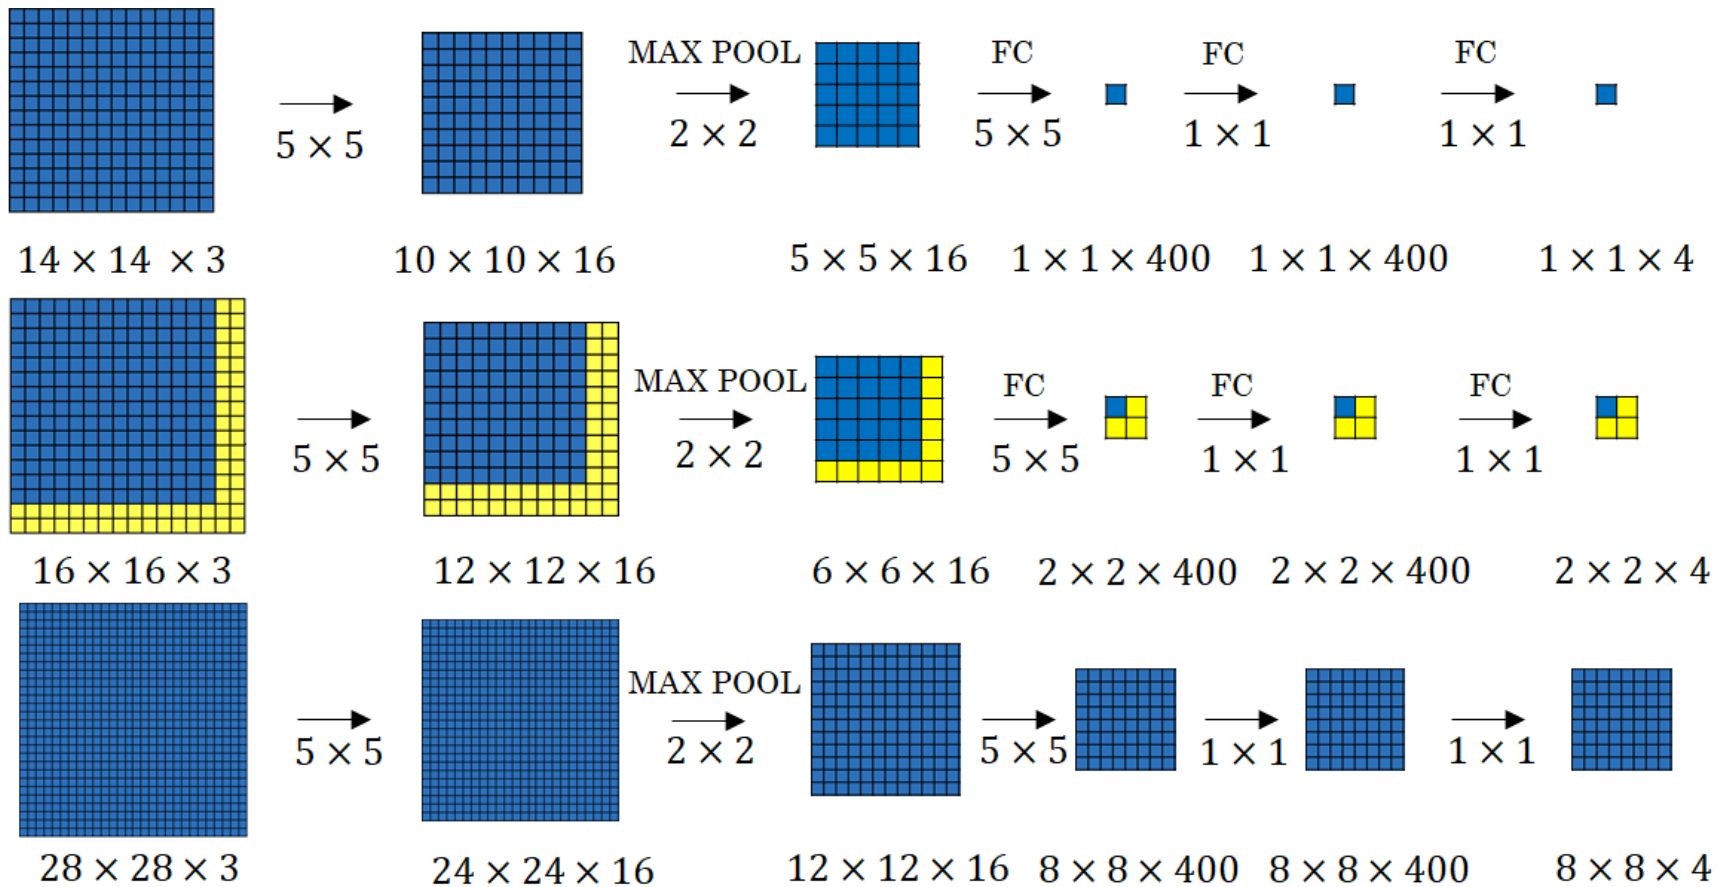 MAX POOL FC FC FC
5 × 5 2 × 2 5 × 5 1 × 1 1 × 1
14 × 14 × 3 10 × 10 × 16 5 × 5 × 16 1 × 1 × 400 1 × 1 × 400 1 × 1 × 4
MAX POOL FC FC FC
5 × 5 2 × 2 5 × 5 1 × 1 1 × 1
16 × 16 × 3 12 × 12 × 16 6 × 6 × 16 2 × 2 × 400 2 × 2 × 400 2 × 2 × 4
MAX POOL
5 × 5 2 × 2 5 × 5 1 × 1 1 × 1
28 × 28 × 3 24 × 24 × 16 12 × 12 × 16 8 × 8 × 400 8 × 8 × 400 8 × 8 × 4